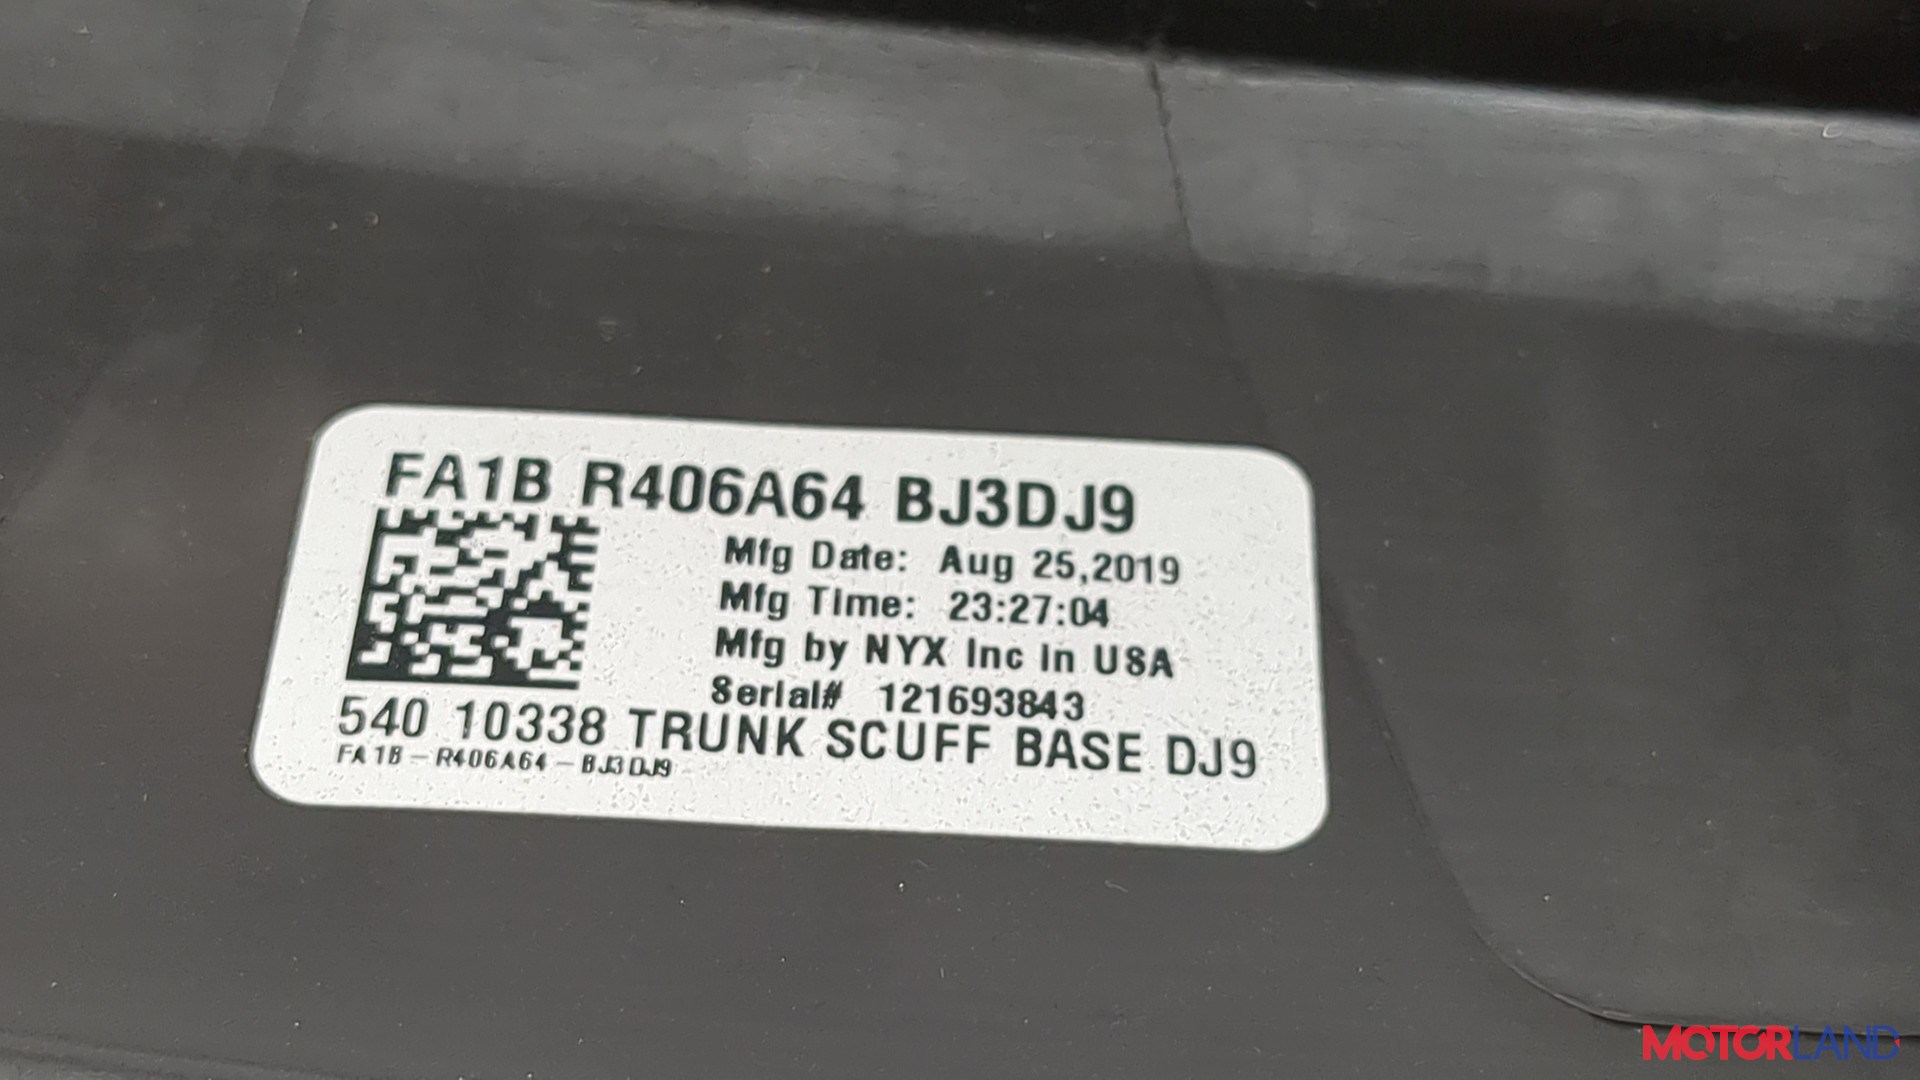 FA1B R406A64 BJ3DJ9
Mfg Date: Aug 25,2019
Mfg Time: 23:27:04
Mfg by NYX Inc in USA
Serial# 121693843
540 10338 TRUNK SCUFF BASE DJ9
FA1B - R406A64 - BJ3DJ9
MOTORLAND